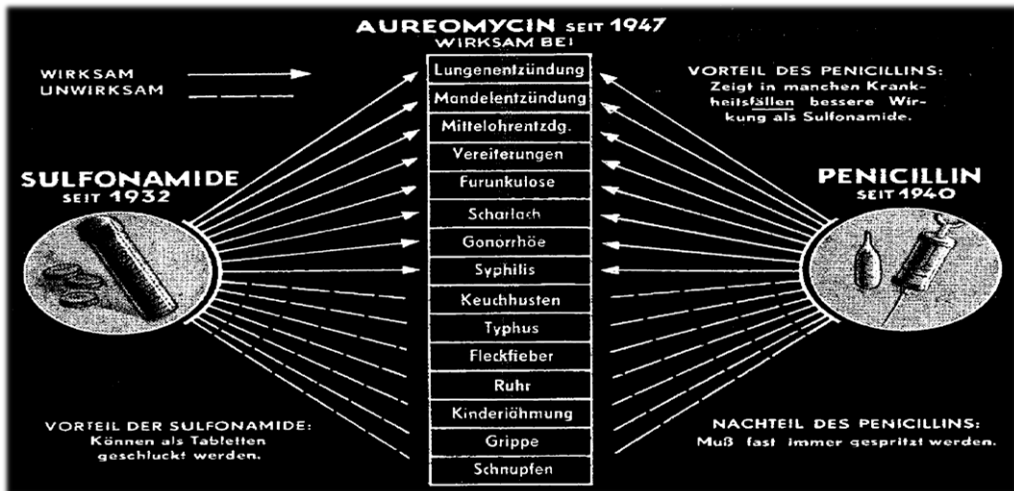 AUREOMYCIN SEIT 1947
WIRKSAM BEI
WIRKSAM
UNWIRKSAM
VORTEIL DES PENICILLINS:
Zeigt in manchen Krank-
heitsfällen bessere Wir-
kung als Sulfonamide.
SULFONAMIDE
SEIT 1932
Lungenentzündung
Mandelentzündung
Mittelohrentzdg.
Vereiterungen
Furunkulose
Scharlach
Gonorrhöe
Syphilis
Keuchhusten
Typhus
Fleckfieber
Ruhr
Kinderlähmung
Grippe
Schnupfen
PENICILLIN
SEIT 1940
VORTEIL DER SULFONAMIDE:
Können als Tabletten
geschluckt werden.
NACHTEIL DES PENICILLINS:
Muß fast immer gespritzt werden.